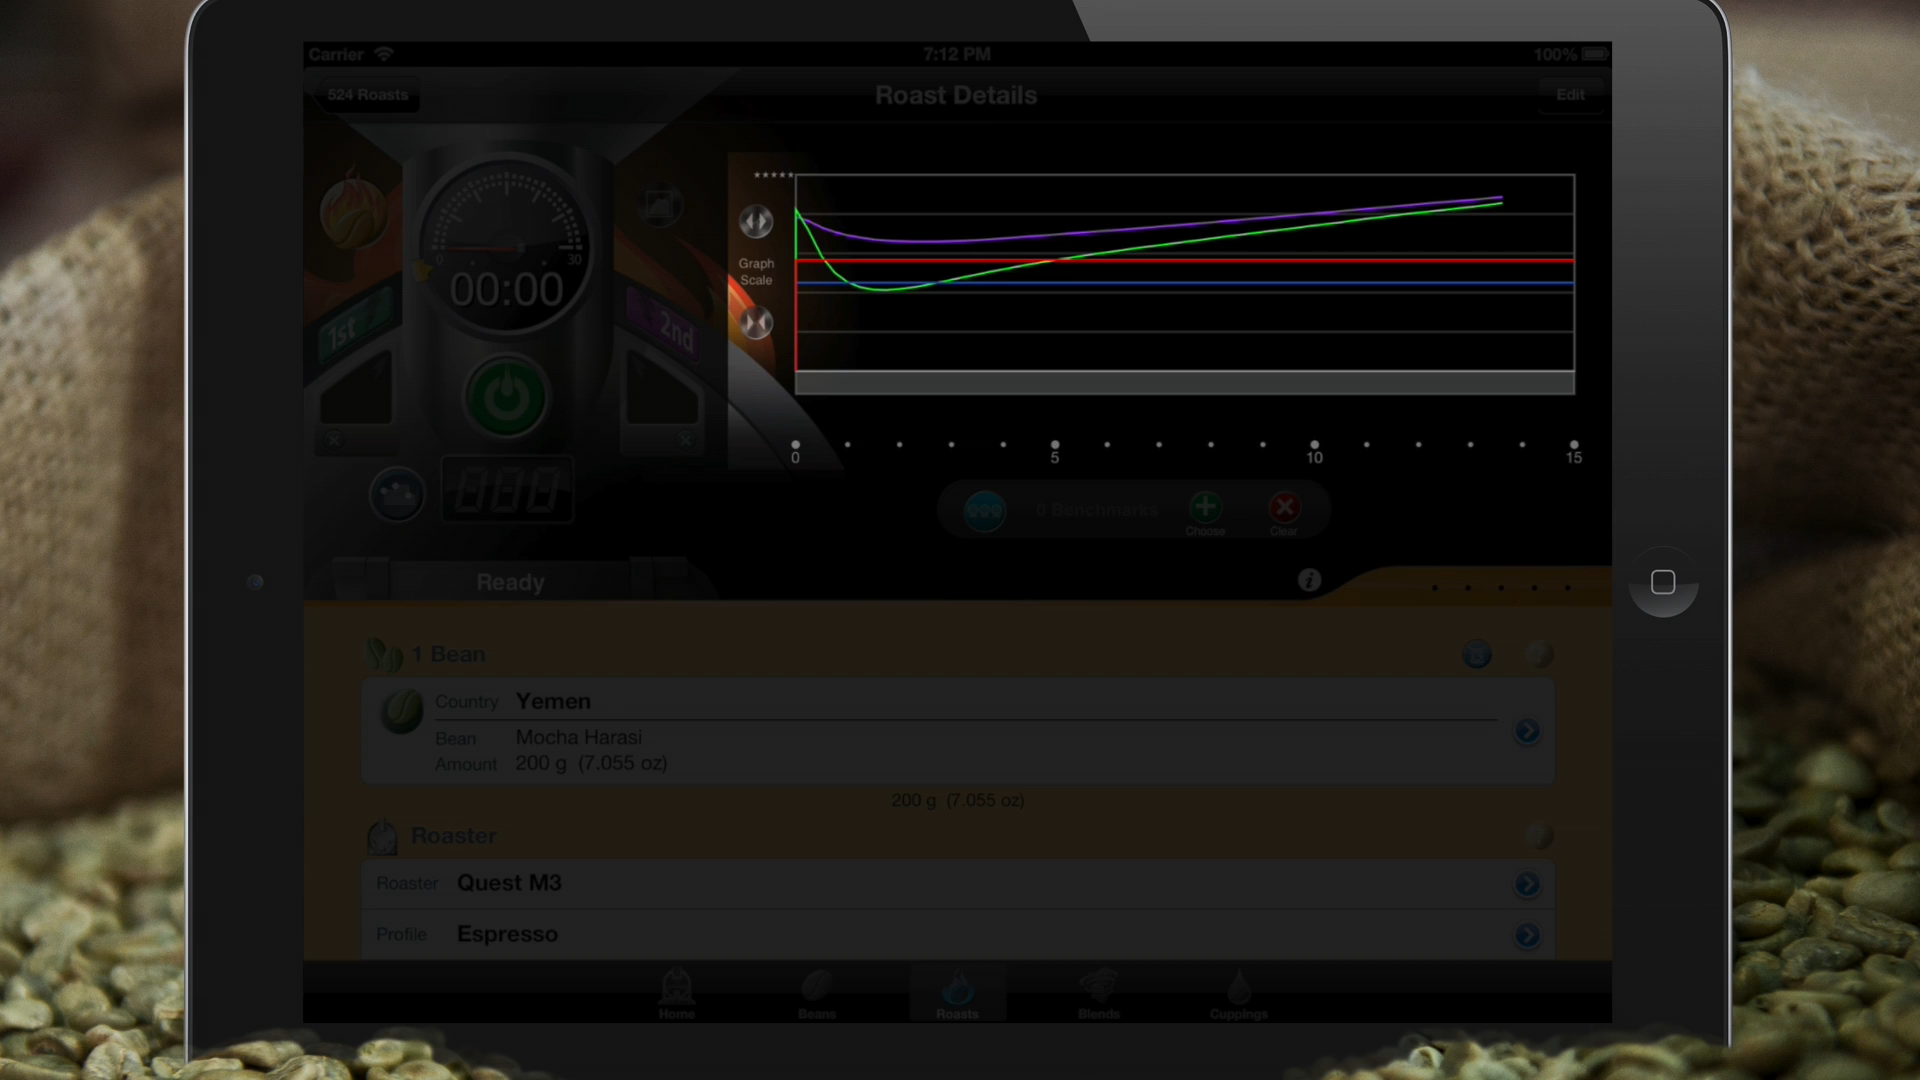 Carrier 7:12 PM 100%
524 Roasts Roast Details Edit
*****
Graph
Scale
0 30
00:00
1st 2nd
000
0 5 10 15
0 Benchmarks
Choose Clear
Ready
1 Bean
Country Yemen
Bean Mocha Harasi
Amount 200 g (7.055 oz)
200 g (7.055 oz)
Roaster
Roaster Quest M3
Profile Espresso
Home Beans Roasts Blends Cuppings